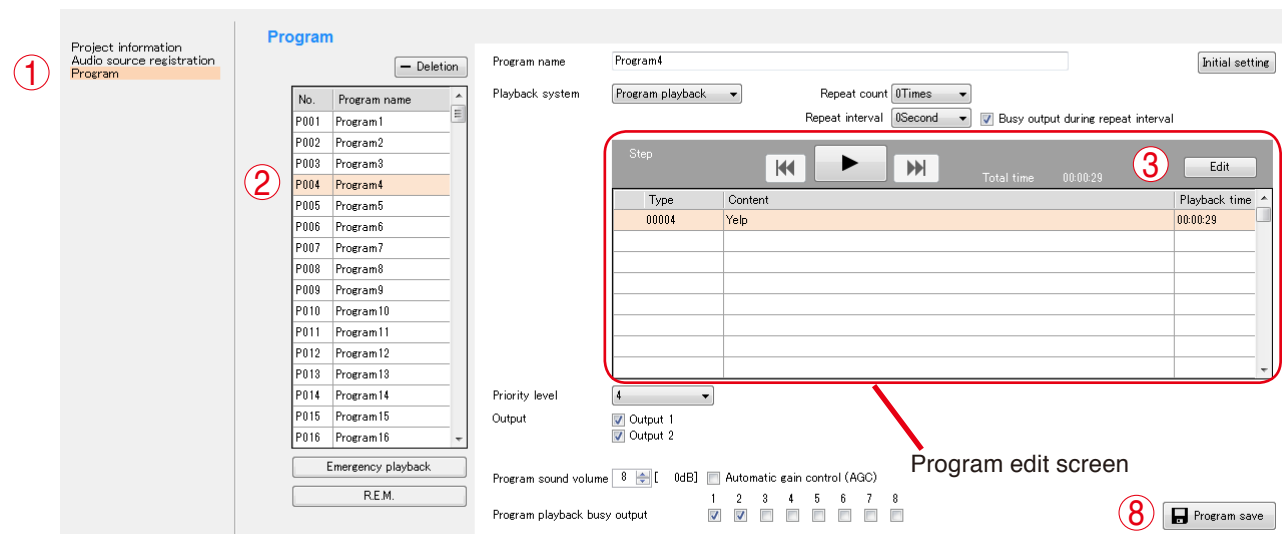 Project information
Audio source registration
Program
1
Program
Deletion
No. Program name
P001 Program1
P002 Program2
P003 Program3
P004 Program4
P005 Program5
P006 Program6
P007 Program7
P008 Program8
P009 Program9
P010 Program10
P011 Program11
P012 Program12
P013 Program13
P014 Program14
P015 Program15
P016 Program16
2
Emergency playback
R.E.M.
Program name Program4 Initial setting
Playback system Program playback Repeat count 0Times
Repeat interval 0Second Busy output during repeat interval
Step
Total time 00:00:29
3
Edit
Type Content Playback time
00004 Yelp 00:00:29
Priority level 4
Output Output 1
Output 2
Program edit screen
Program sound volume 8 [ 0dB] Automatic gain control (AGC)
1 2 3 4 5 6 7 8
Program playback busy output
8
Program save